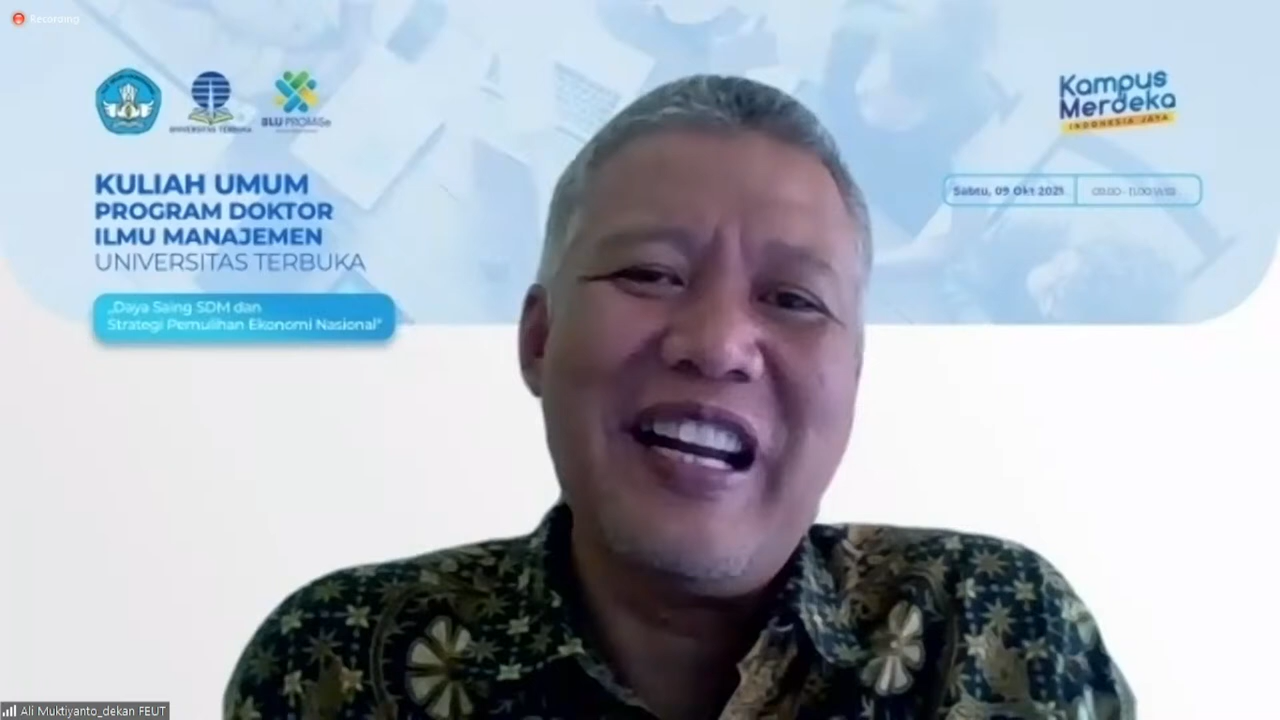 Recording
UNIVERSITAS TERBUKA
BLU PROMISe
Kampus
Merdeka
INDONESIA JAYA
KULIAH UMUM
PROGRAM DOKTOR
ILMU MANAJEMEN
UNIVERSITAS TERBUKA
Sabtu, 09 Okt 2021
„Daya Saing SDM dan
Strategi Pemulihan Ekonomi Nasional"
Ali Muktiyanto_dekan FEUT